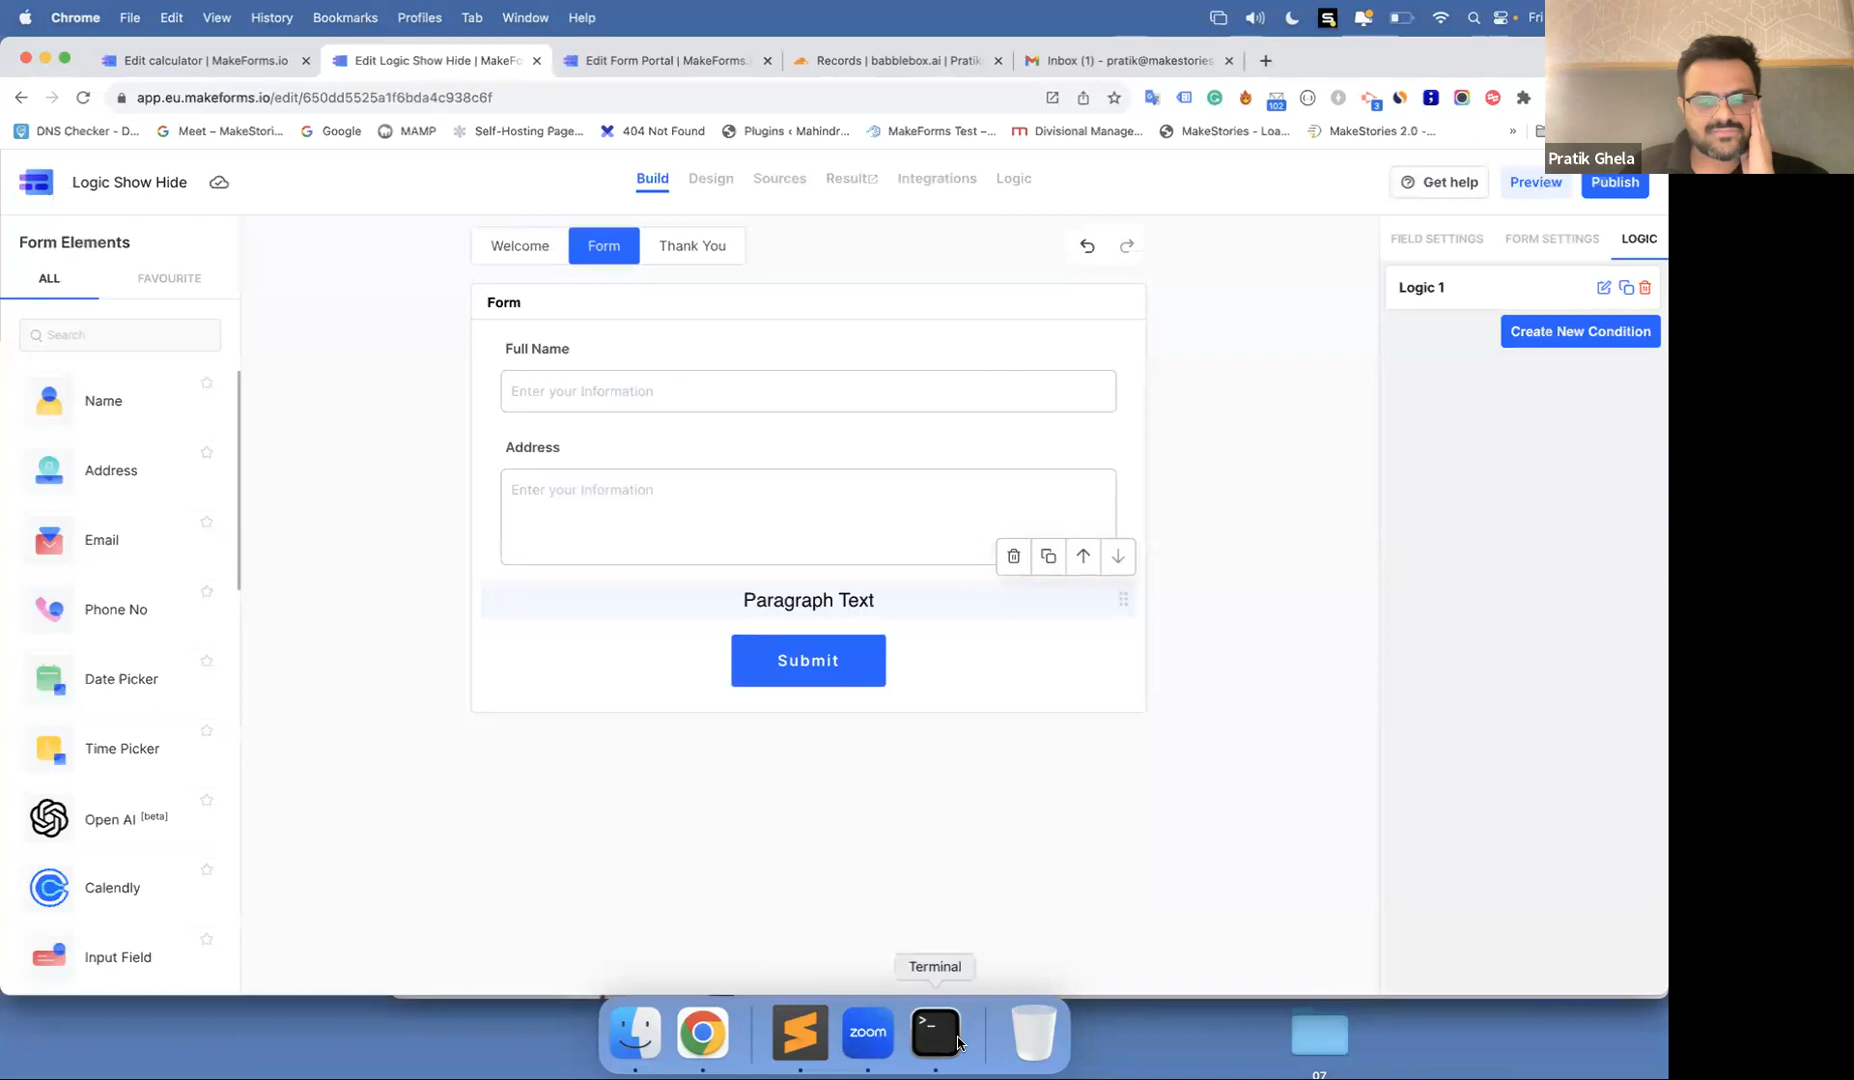 Chrome File Edit View History Bookmarks Profiles Tab Window Help Fri
Edit calculator | MakeForms.io
Edit Logic Show Hide | MakeFo
Edit Form Portal | MakeForms.
Records | babblebox.ai | Pratik
Inbox (1) - pratik@makestories
app.eu.makeforms.io/edit/650dd5525a1f6bda4c938c6f
102
3
DNS Checker - D...
Meet – MakeStori...
Google
MAMP
Self-Hosting Page...
404 Not Found
Plugins ‹ Mahindr...
MakeForms Test –...
Divisional Manage...
MakeStories - Loa...
MakeStories 2.0 -...
»
Pratik Ghela
Logic Show Hide
Build Design Sources Result Integrations Logic
Get help
Preview
Publish
Form Elements
ALL FAVOURITE
Search
Name
Address
Email
Phone No
Date Picker
Time Picker
Open AI [beta]
Calendly
Input Field
Welcome Form Thank You
Form
Full Name
Enter your Information
Address
Enter your Information
Paragraph Text
Submit
FIELD SETTINGS FORM SETTINGS LOGIC
Logic 1
Create New Condition
Terminal
zoom
>_
07